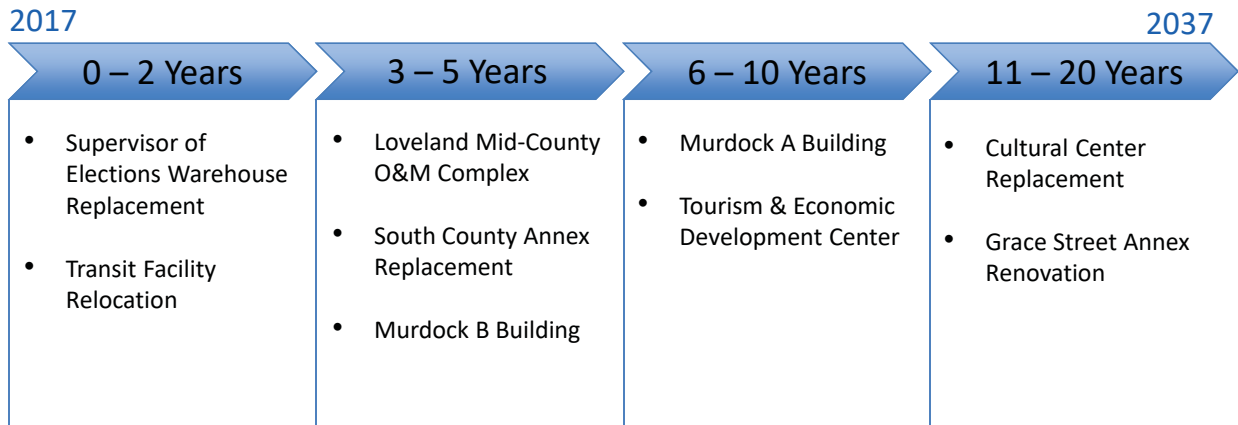 2017
2037
0 – 2 Years
3 – 5 Years
6 – 10 Years
11 – 20 Years
• Supervisor of
Elections Warehouse
Replacement
• Transit Facility
Relocation
• Loveland Mid-County
O&M Complex
• South County Annex
Replacement
• Murdock B Building
• Murdock A Building
• Tourism & Economic
Development Center
• Cultural Center
Replacement
• Grace Street Annex
Renovation